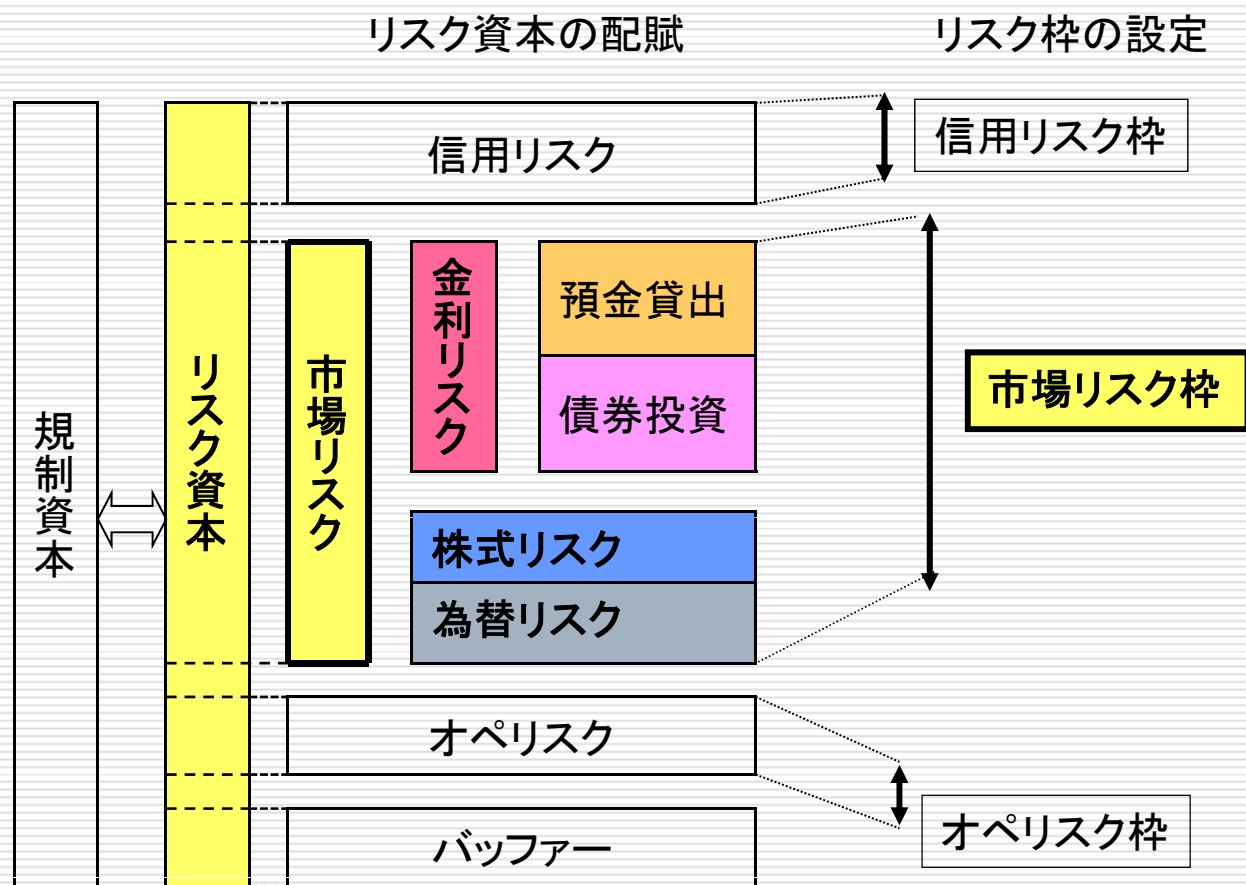 リスク資本の配賦
リスク枠の設定
規制資本
リスク資本
信用リスク
信用リスク枠
市場リスク
金利リスク
預金貸出
債券投資
市場リスク枠
株式リスク
為替リスク
オペリスク
オペリスク枠
バッファー